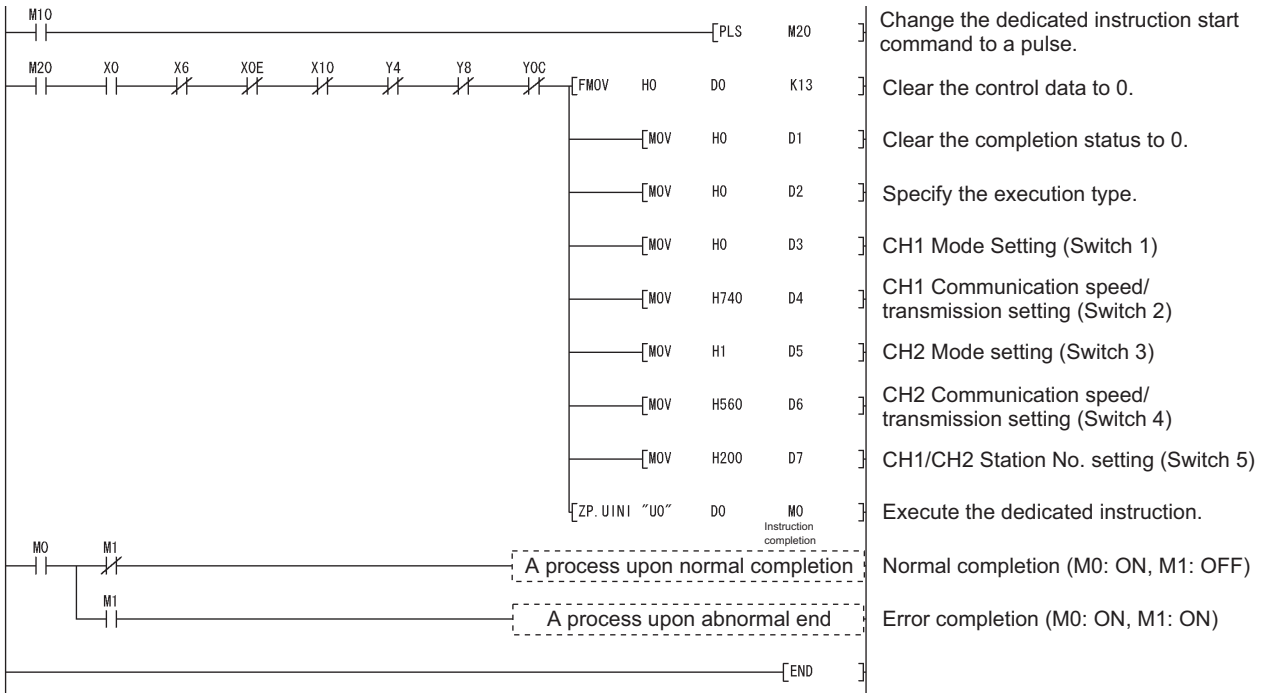 M10
[PLS M20 ] Change the dedicated instruction start
command to a pulse.
M20 X0 X6 X0E X10 Y4 Y8 Y0C
[FMOV H0 D0 K13 ] Clear the control data to 0.
[MOV H0 D1 ] Clear the completion status to 0.
[MOV H0 D2 ] Specify the execution type.
[MOV H0 D3 ] CH1 Mode Setting (Switch 1)
[MOV H740 D4 ] CH1 Communication speed/
transmission setting (Switch 2)
[MOV H1 D5 ] CH2 Mode setting (Switch 3)
[MOV H560 D6 ] CH2 Communication speed/
transmission setting (Switch 4)
[MOV H200 D7 ] CH1/CH2 Station No. setting (Switch 5)
[ZP.UINI "U0" D0 M0 ] Execute the dedicated instruction.
Instruction
completion
M0 M1
A process upon normal completion Normal completion (M0: ON, M1: OFF)
M1
A process upon abnormal end Error completion (M0: ON, M1: ON)
[END ]